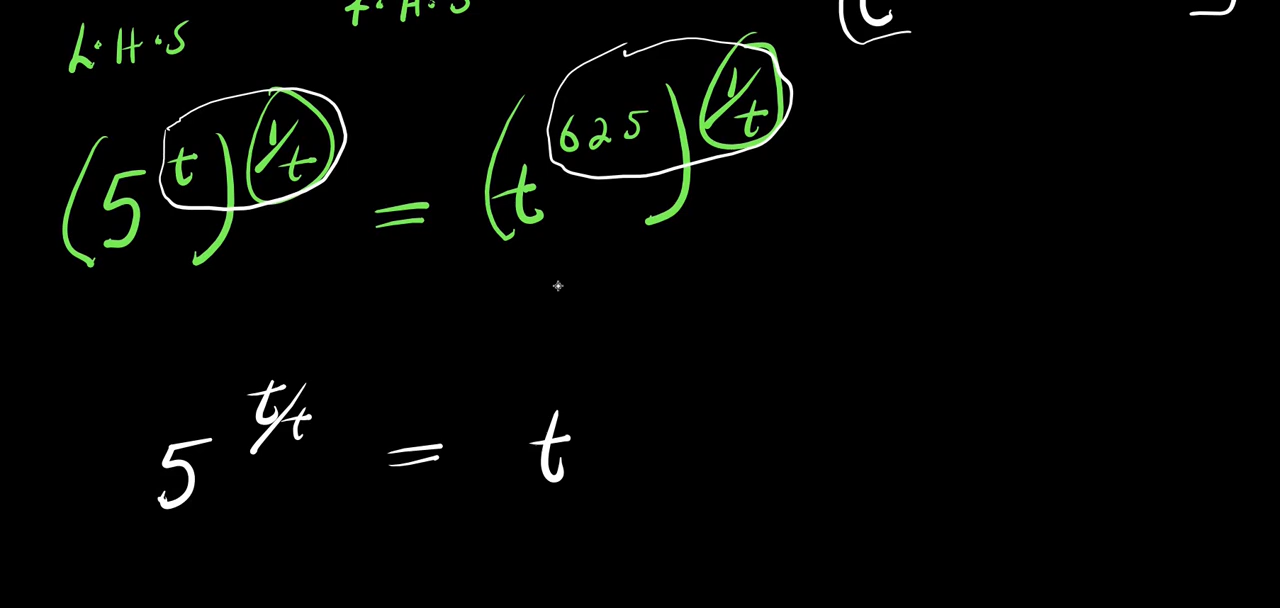 L.H.S
(5^t)^(1/t) = (t^625)^(1/t)
5^(t/t) = t